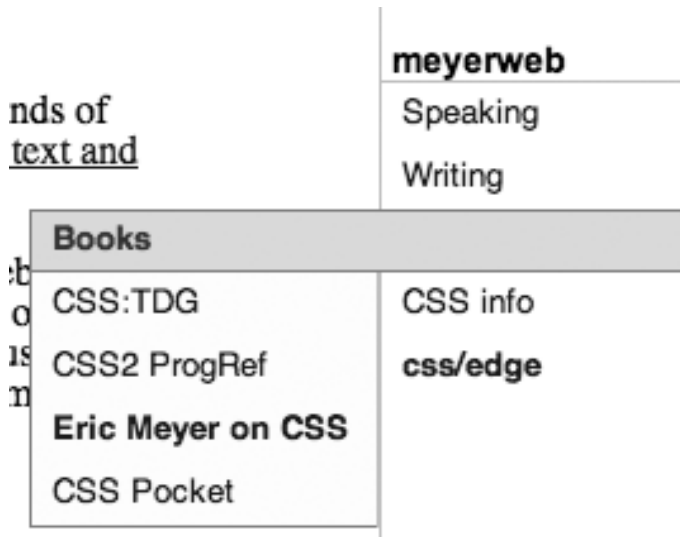 meyerweb
nds of
Speaking
text and
Writing
Books
CSS:TDG
CSS info
CSS2 ProgRef
css/edge
Eric Meyer on CSS
CSS Pocket